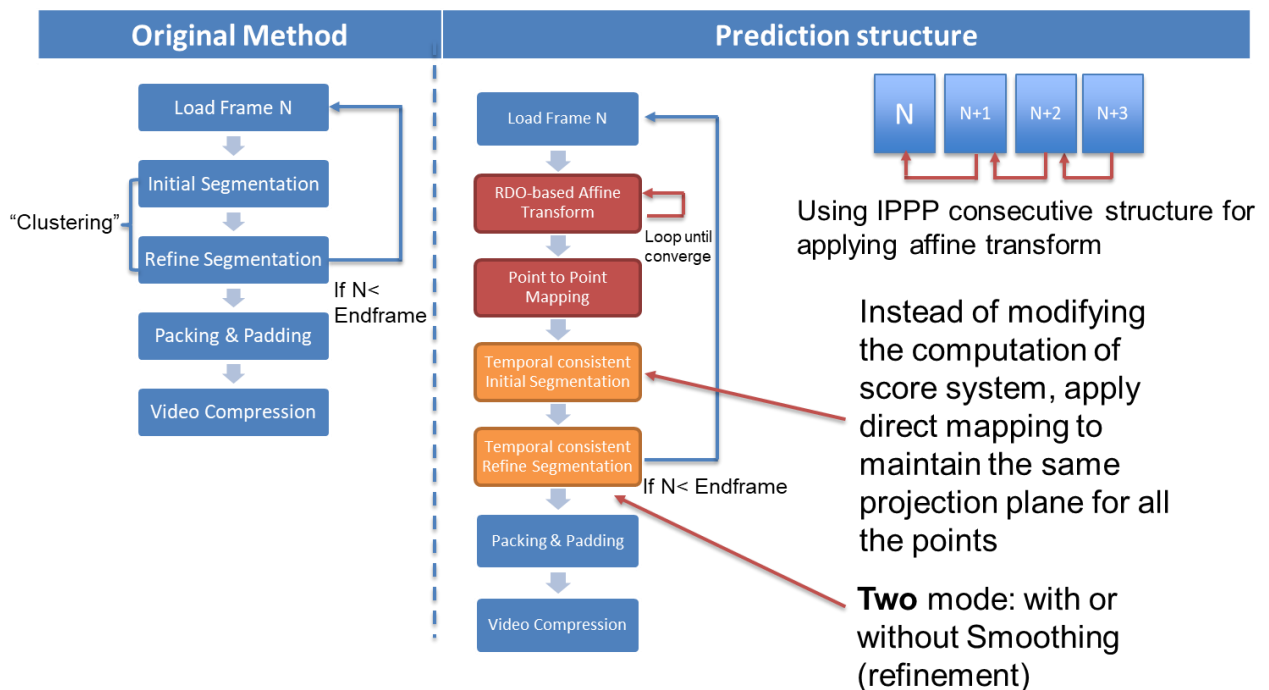 Original Method
Prediction structure
Load Frame N
Initial Segmentation
“Clustering”
Refine Segmentation
If N<
Endframe
Packing & Padding
Video Compression
Load Frame N
RDO-based Affine
Transform
Loop until
converge
Point to Point
Mapping
Temporal consistent
Initial Segmentation
Temporal consistent
Refine Segmentation
If N< Endframe
Packing & Padding
Video Compression
N
N+1
N+2
N+3
Using IPPP consecutive structure for
applying affine transform
Instead of modifying
the computation of
score system, apply
direct mapping to
maintain the same
projection plane for all
the points
Two mode: with or
without Smoothing
(refinement)